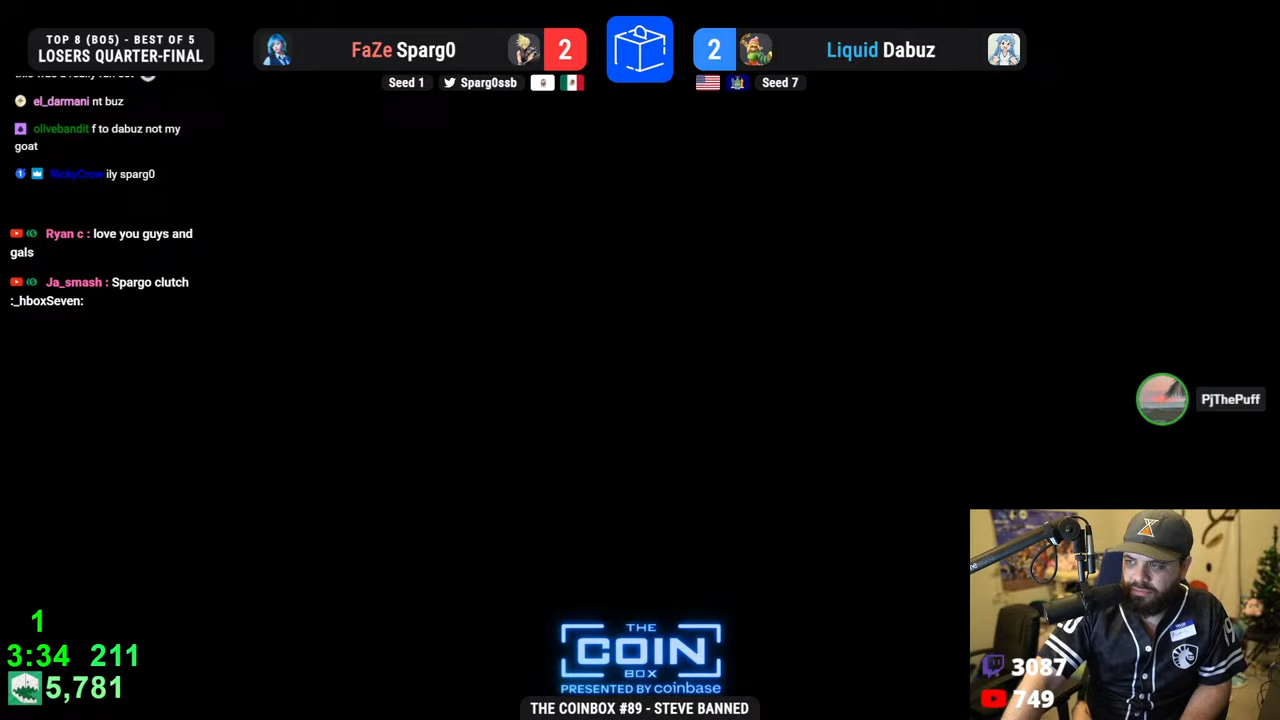 TOP 8 (BO5) - BEST OF 5
LOSERS QUARTER-FINAL
FaZe Sparg0
2
2
Liquid Dabuz
Seed 1
Sparg0ssb
Seed 7
el_darmani nt buz
olivebandit f to dabuz not my
goat
RickyCrow ily sparg0
Ryan c : love you guys and
gals
Ja_smash : Spargo clutch
:_hboxSeven:
PjThePuff
1
3:34 211
5,781
THE
COIN
BOX
PRESENTED BY coinbase
THE COINBOX #89 - STEVE BANNED
3087
749